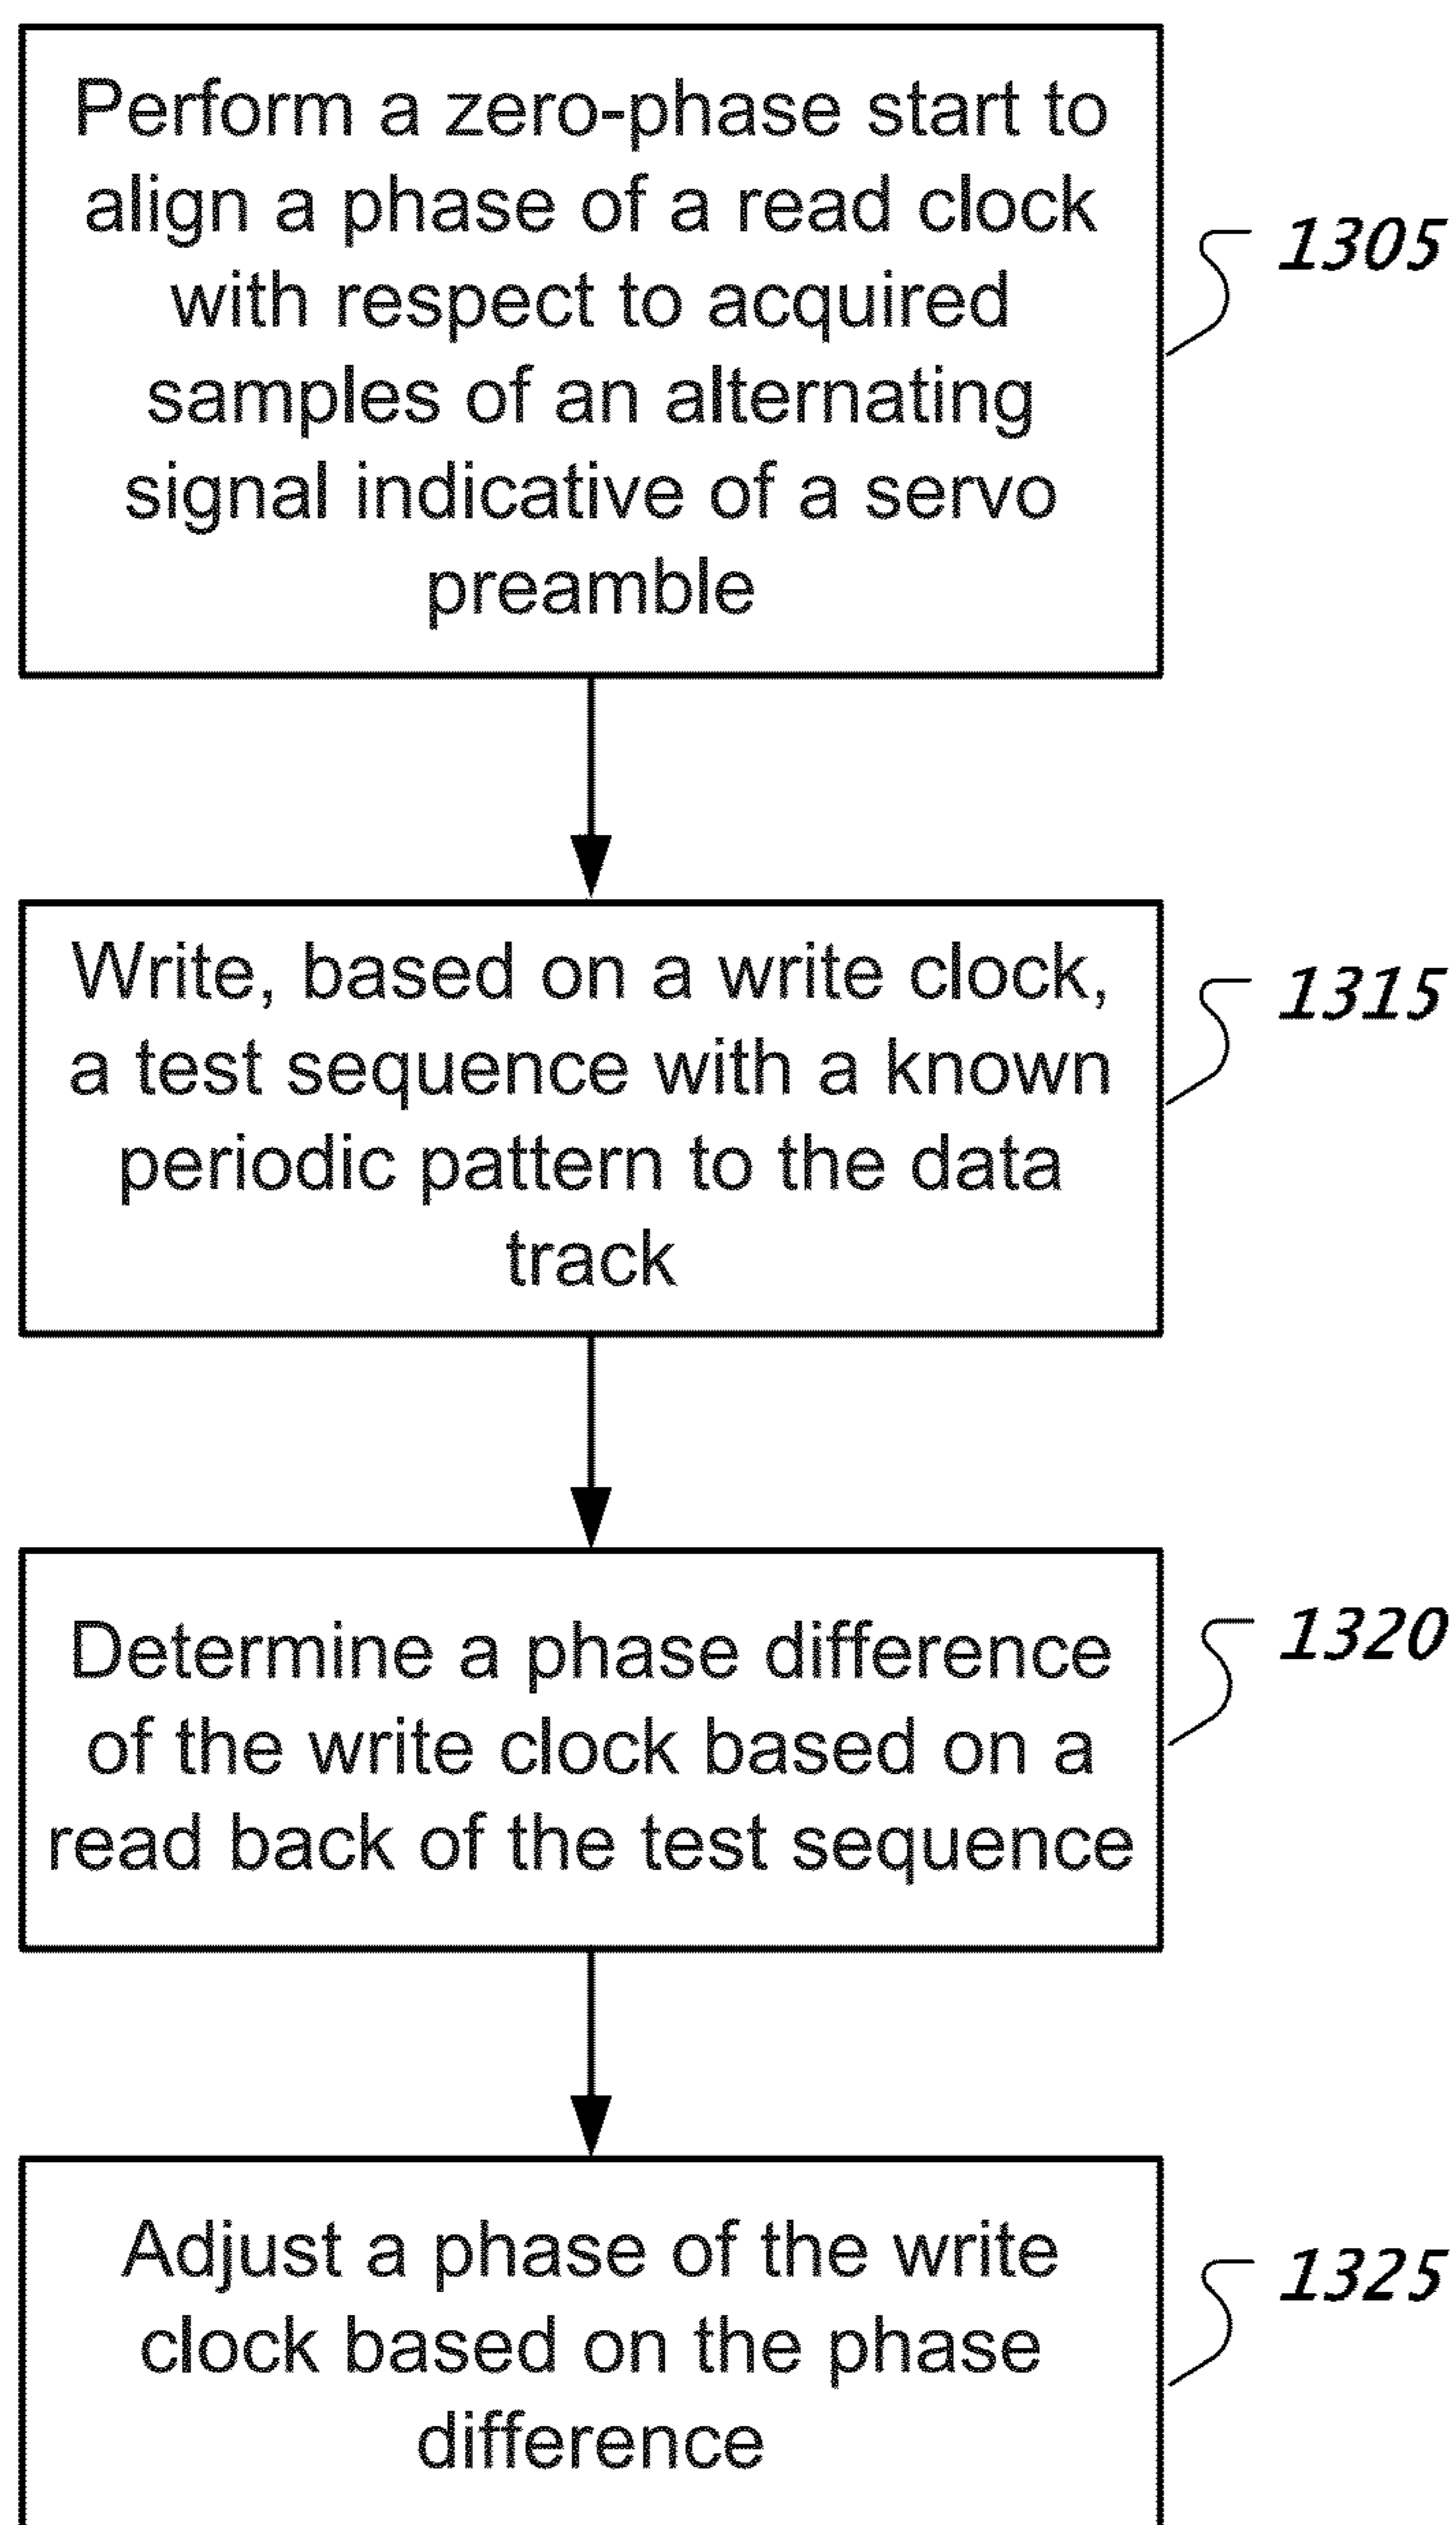 Perform a zero-phase start to
align a phase of a read clock
with respect to acquired
samples of an alternating
signal indicative of a servo
preamble
1305
Write, based on a write clock,
a test sequence with a known
periodic pattern to the data
track
1315
Determine a phase difference
of the write clock based on a
read back of the test sequence
1320
Adjust a phase of the write
clock based on the phase
difference
1325